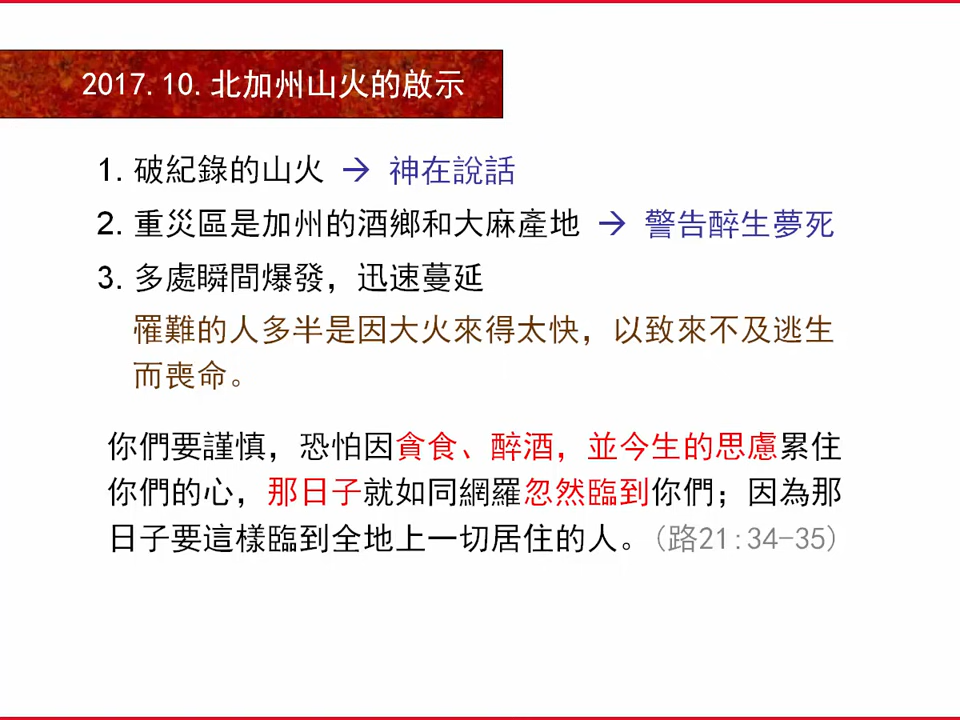 2017.10.北加州山火的啟示
1. 破紀錄的山火 → 神在說話
2. 重災區是加州的酒鄉和大麻產地 → 警告醉生夢死
3. 多處瞬間爆發，迅速蔓延
罹難的人多半是因大火來得太快，以致來不及逃生
而喪命。
你們要謹慎，恐怕因貪食、醉酒，並今生的思慮累住
你們的心，那日子就如同網羅忽然臨到你們；因為那
日子要這樣臨到全地上一切居住的人。(路21:34-35)